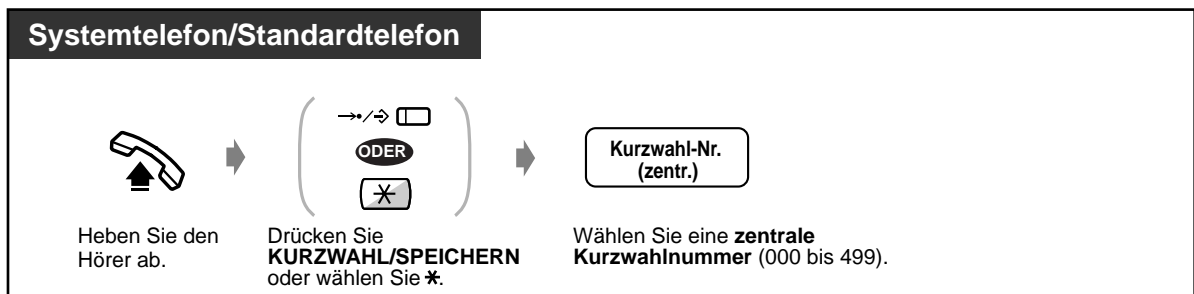 Systemtelefon/Standardtelefon
ODER
Kurzwahl-Nr.
(zentr.)
Heben Sie den
Hörer ab.
Drücken Sie
KURZWAHL/SPEICHERN
oder wählen Sie *.
Wählen Sie eine zentrale
Kurzwahlnummer (000 bis 499).